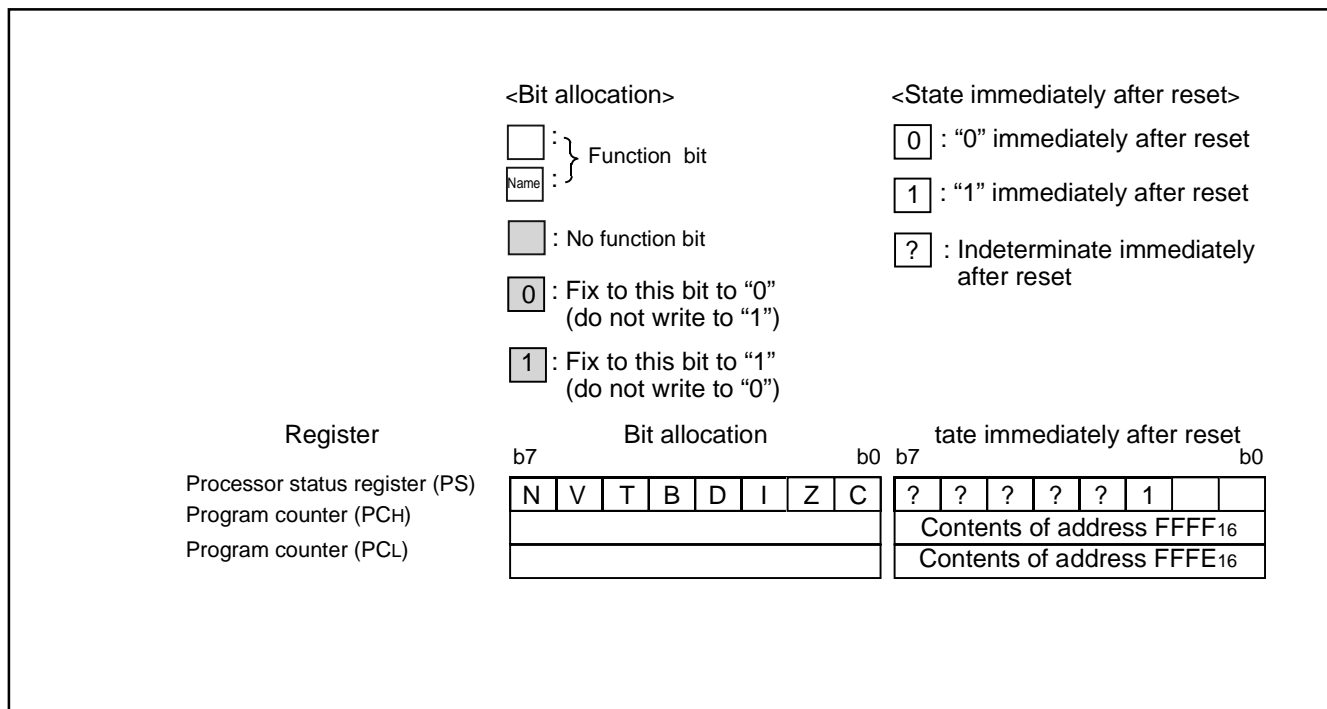 <Bit allocation>
:
Function bit
Name :
: No function bit
0 : Fix to this bit to “0”
(do not write to “1”)
1 : Fix to this bit to “1”
(do not write to “0”)
<State immediately after reset>
0 : “0” immediately after reset
1 : “1” immediately after reset
? : Indeterminate immediately
after reset
Register Bit allocation tate immediately after reset
b7 b0 b7 b0
Processor status register (PS) N V T B D I Z C ? ? ? ? ? 1
Program counter (PCH) Contents of address FFFF16
Program counter (PCL) Contents of address FFFE16